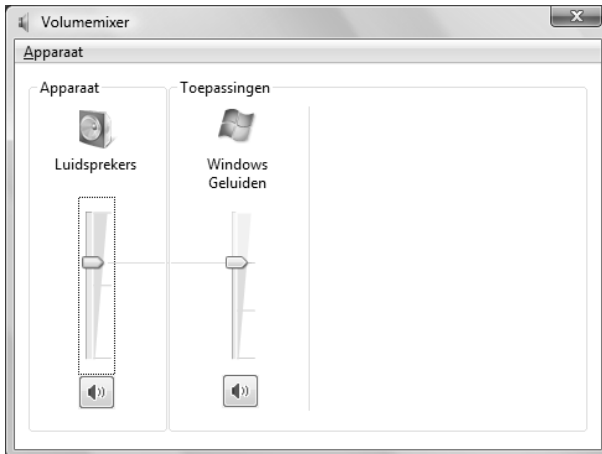 Volumemixer
Apparaat
Apparaat
Toepassingen
Luidsprekers
Windows
Geluiden